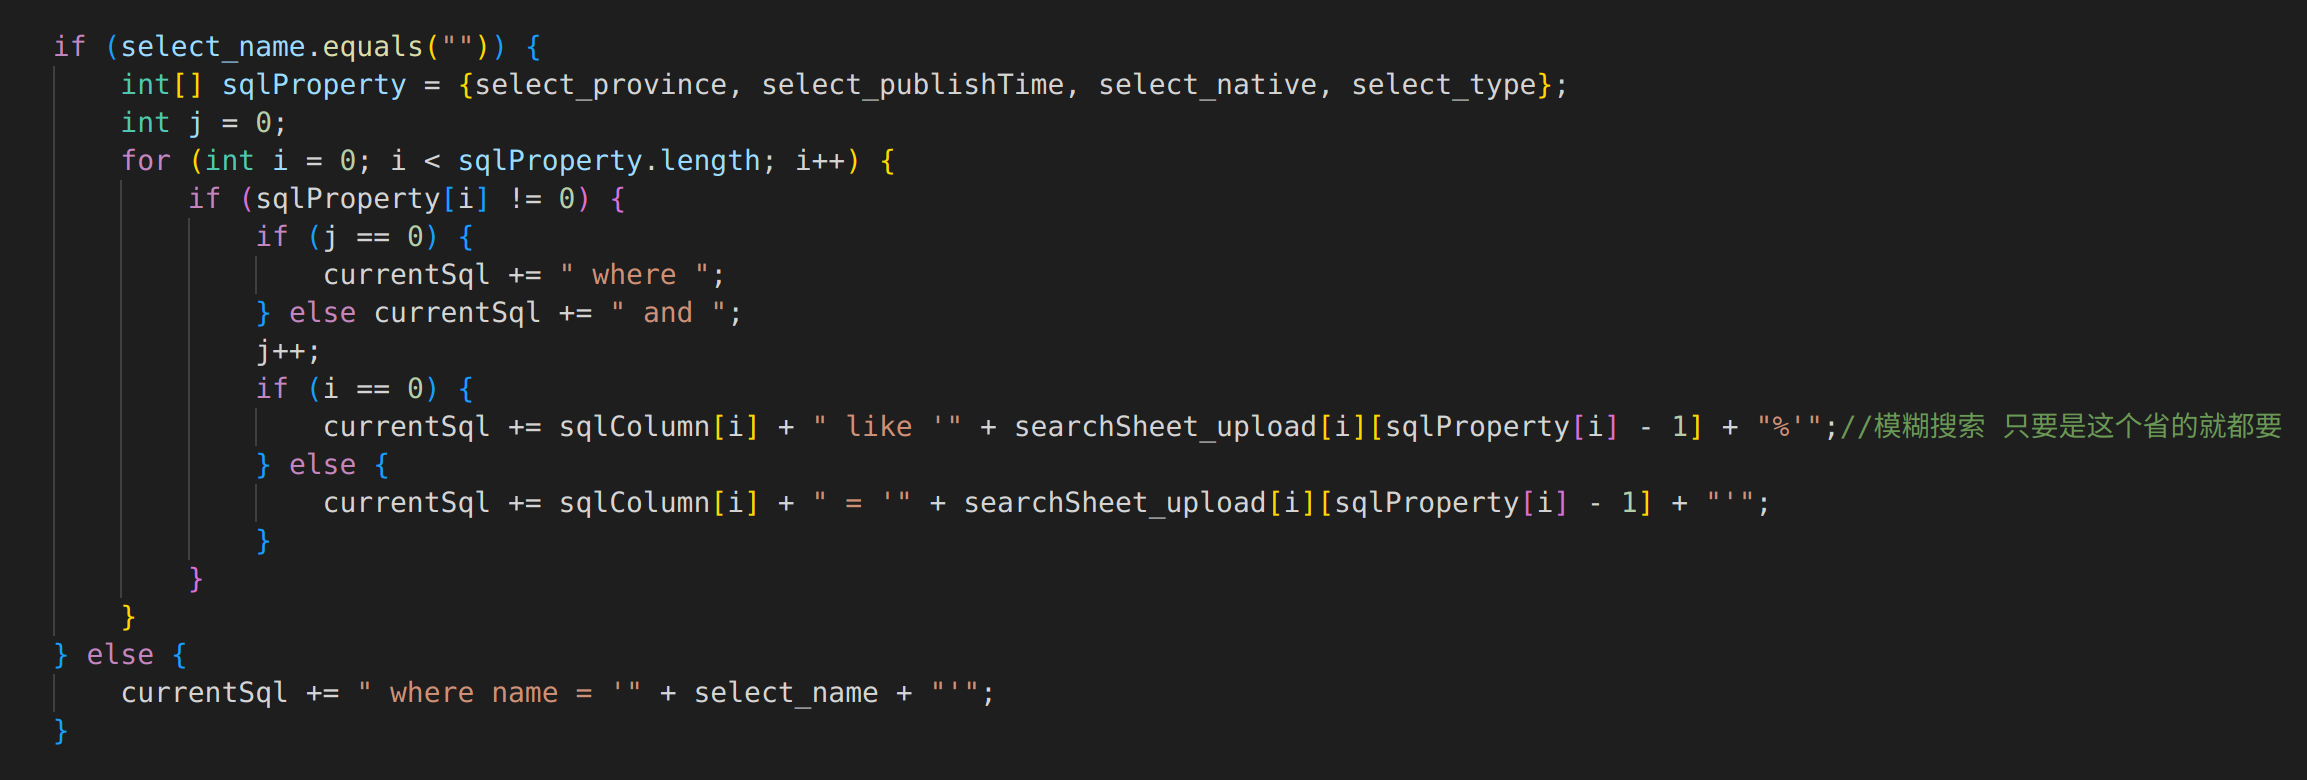 if (select_name.equals("")) {
    int[] sqlProperty = {select_province, select_publishTime, select_native, select_type};
    int j = 0;
    for (int i = 0; i < sqlProperty.length; i++) {
        if (sqlProperty[i] != 0) {
            if (j == 0) {
                currentSql += " where ";
            } else currentSql += " and ";
            j++;
            if (i == 0) {
                currentSql += sqlColumn[i] + " like '" + searchSheet_upload[i][sqlProperty[i] - 1] + "%'";//模糊搜索 只要是这个省的就都要
            } else {
                currentSql += sqlColumn[i] + " = '" + searchSheet_upload[i][sqlProperty[i] - 1] + "'";
            }
        }
    }
} else {
    currentSql += " where name = '" + select_name + "'";
}